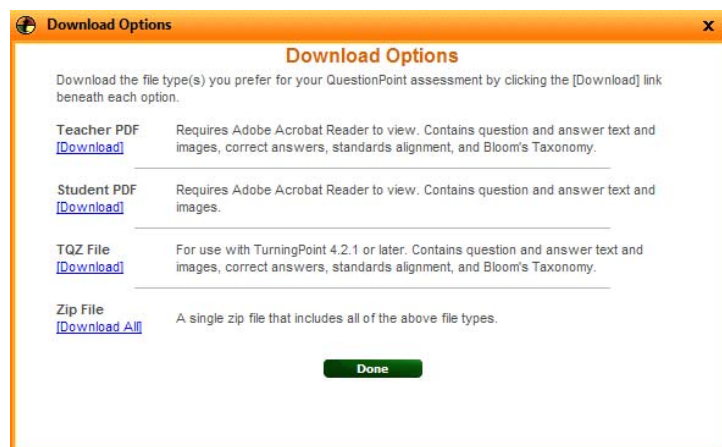 Download Options
x
Download Options
Download the file type(s) you prefer for your QuestionPoint assessment by clicking the [Download] link
beneath each option.
Teacher PDF
[Download]
Requires Adobe Acrobat Reader to view. Contains question and answer text and
images, correct answers, standards alignment, and Bloom's Taxonomy.
Student PDF
[Download]
Requires Adobe Acrobat Reader to view. Contains question and answer text and
images.
TQZ File
[Download]
For use with TurningPoint 4.2.1 or later. Contains question and answer text and
images, correct answers, standards alignment, and Bloom's Taxonomy.
Zip File
[Download All]
A single zip file that includes all of the above file types.
Done